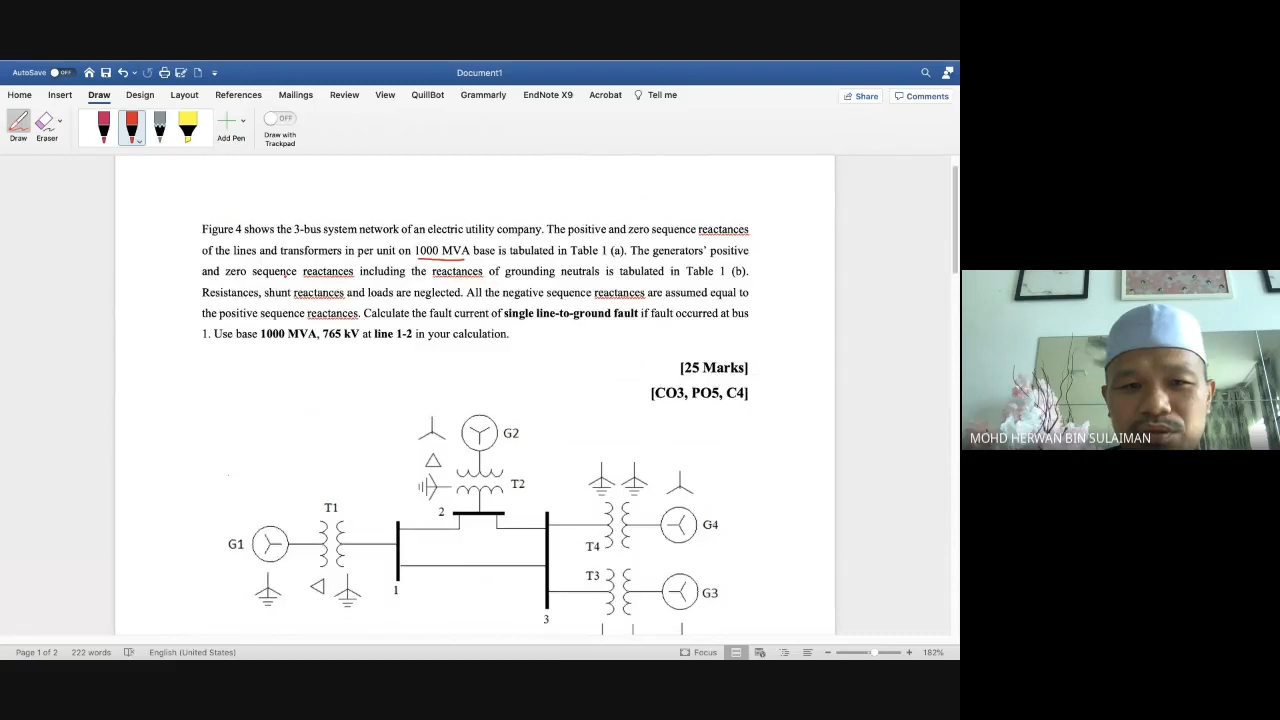 AutoSave OFF
Document1
Home Insert Draw Design Layout References Mailings Review View QuillBot Grammarly EndNote X9 Acrobat Tell me
Share Comments
OFF
Draw Eraser Add Pen Draw with Trackpad
Figure 4 shows the 3-bus system network of an electric utility company. The positive and zero sequence reactances
of the lines and transformers in per unit on 1000 MVA base is tabulated in Table 1 (a). The generators' positive
and zero sequence reactances including the reactances of grounding neutrals is tabulated in Table 1 (b).
Resistances, shunt reactances and loads are neglected. All the negative sequence reactances are assumed equal to
the positive sequence reactances. Calculate the fault current of single line-to-ground fault if fault occurred at bus
1. Use base 1000 MVA, 765 kV at line 1-2 in your calculation.
[25 Marks]
[CO3, PO5, C4]
G2
T2
T1
2
G1
G4
T4
T3
1
G3
3
MOHD HERWAN BIN SULAIMAN
Page 1 of 2 222 words English (United States) Focus 182%